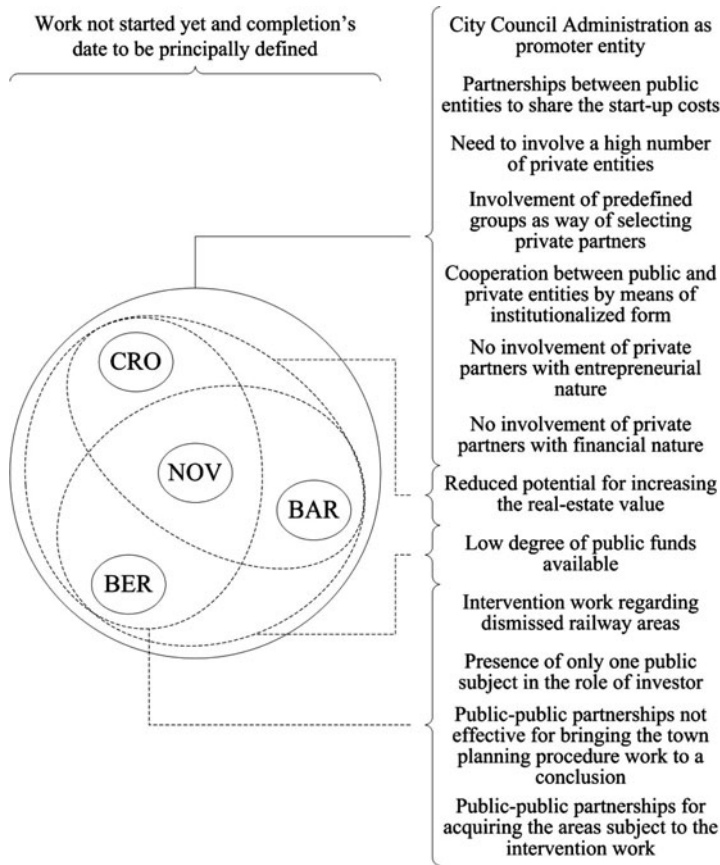 Work not started yet and completion's
date to be principally defined
City Council Administration as
promoter entity
Partnerships between public
entities to share the start-up costs
Need to involve a high number
of private entities
Involvement of predefined
groups as way of selecting
private partners
Cooperation between public and
private entities by means of
institutionalized form
No involvement of private
partners with entrepreneurial
nature
No involvement of private
partners with financial nature
Reduced potential for increasing
the real-estate value
Low degree of public funds
available
Intervention work regarding
dismissed railway areas
Presence of only one public
subject in the role of investor
Public-public partnerships not
effective for bringing the town
planning procedure work to a
conclusion
Public-public partnerships for
acquiring the areas subject to the
intervention work
CRO
NOV
BAR
BER